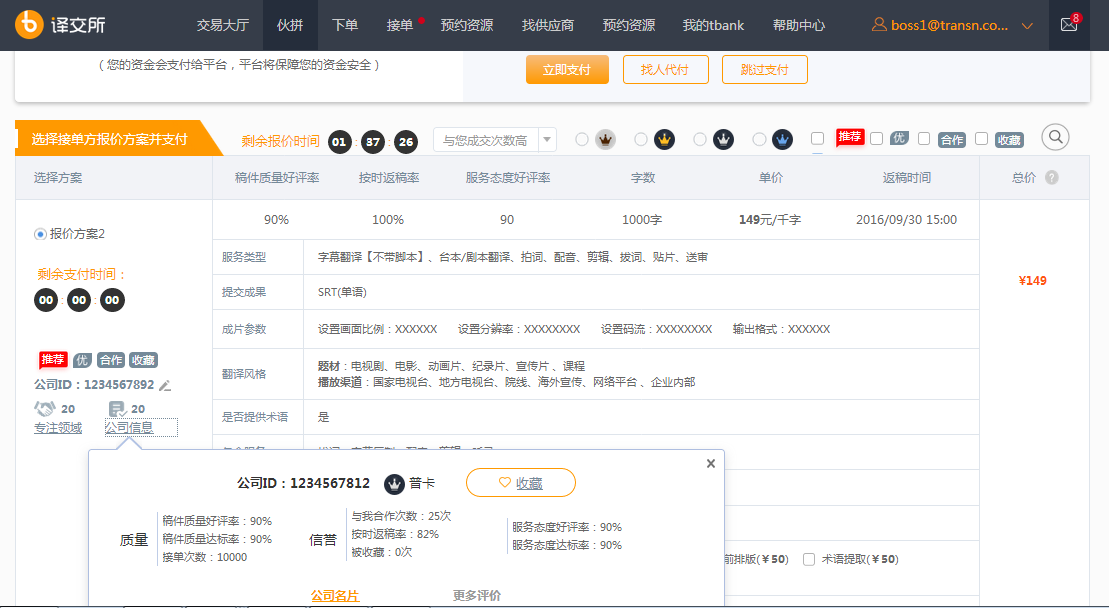 译交所 交易大厅 伙拼 下单 接单 预约资源 找供应商 预约资源 我的tbank 帮助中心 boss1@transn.co... 8
（您的资金会支付给平台，平台将保障您的资金安全） 立即支付 找人代付 跳过支付
选择接单方报价方案并支付 剩余报价时间 01 : 37 : 26 与您成交次数高 推荐 优 合作 收藏
选择方案 稿件质量好评率 按时返稿率 服务态度好评率 字数 单价 返稿时间 总价 ?
报价方案2 90% 100% 90 1000字 149元/千字 2016/09/30 15:00
服务类型 字幕翻译【不带脚本】、台本/剧本翻译、拍词、配音、剪辑、拔词、贴片、送审
剩余支付时间：
00 : 00 : 00
¥149
提交成果 SRT(单语)
成片参数 设置画面比例：XXXXXX 设置分辨率：XXXXXXXX 设置码流：XXXXXXXX 输出格式：XXXXXX
推荐 优 合作 收藏
翻译风格 题材：电视剧、电影、动画片、纪录片、宣传片 、课程
播放渠道：国家电视台、地方电视台、院线、海外宣传、网络平台 、企业内部
公司ID：1234567892
20 20
专注领域 公司信息
是否提供术语 是
公司ID：1234567812 普卡 收藏 ×
质量 稿件质量好评率：90%
稿件质量达标率：90%
接单次数：10000
信誉 与我合作次数：25次
按时返稿率：82%
被收藏：0次
服务态度好评率：90%
服务态度达标率：90%
前排版(¥50) 术语提取(¥50)
公司名片 更多评价